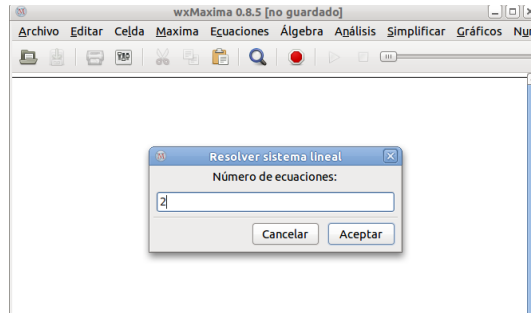 wxMaxima 0.8.5 [no guardado]
Archivo Editar Celda Maxima Ecuaciones Álgebra Análisis Simplificar Gráficos
Resolver sistema lineal
Número de ecuaciones:
2
Cancelar Aceptar